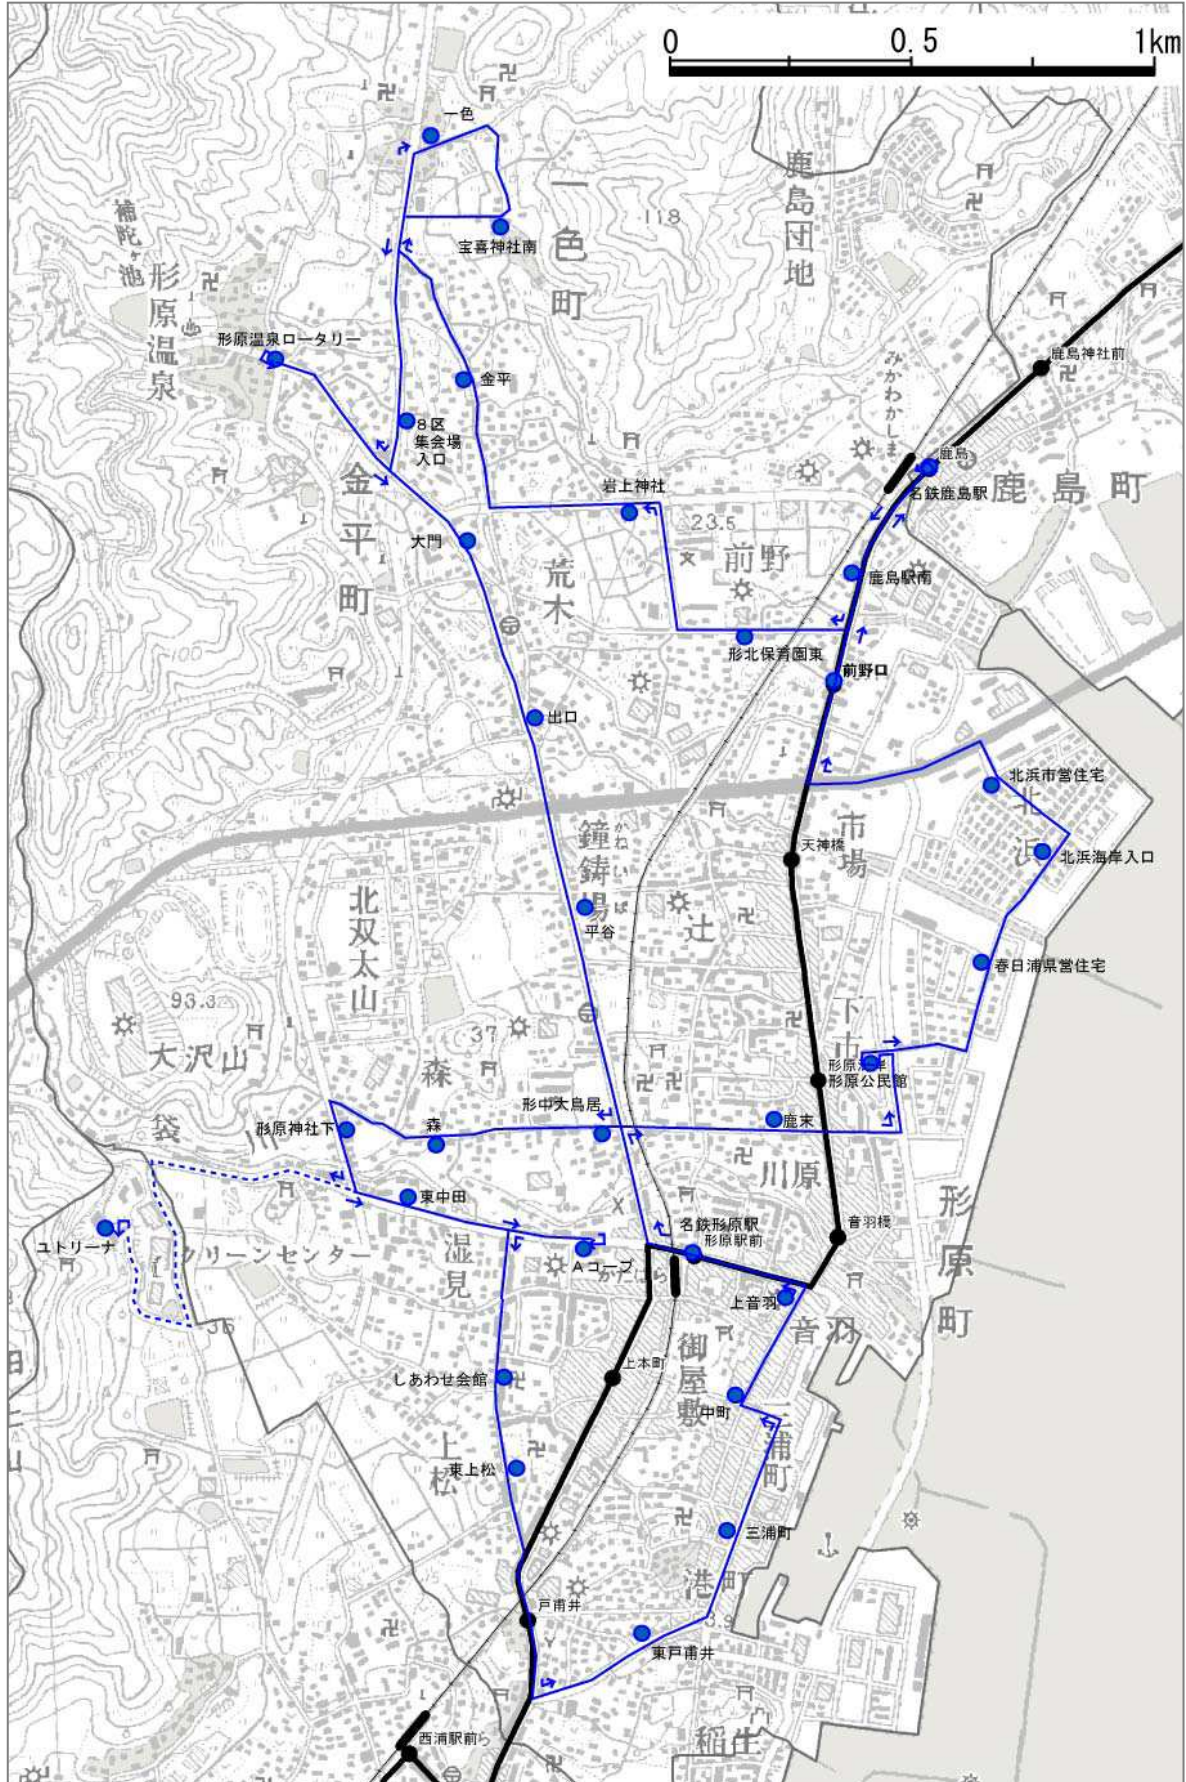 0 0.5 1km
一色
一色町
鹿島団地
118
宝喜神社南
補陀ヶ池
形原温泉
形原温泉ロータリー
みかわかしま
鹿島神社前
金平
8区
集会場
入口
金平町
鹿島
名鉄鹿島駅
鹿島町
岩上神社
23.5
前野
大門
荒木
鹿島駅南
形北保育園東
前野口
出口
北浜市営住宅
北浜
市場
天神橋
北浜海岸入口
鐘鋳場
かねいば
平谷
北双太山
辻
春日浦県営住宅
93.3
大沢山
37
森
下市
形原公民館
形中大鳥居
鹿末
形原神社下
森
袋川
川原
東中田
形原町
音羽橋
名鉄形原駅
形原駅前
ユトリーナ
クリーンセンター
湿見
Aコープ
かたはら
上音羽
音羽
36
御屋敷
上本町
しあわせ会館
中町
三浦町
上松
東上松
三浦町
港町
戸甫井
3.9
東戸甫井
西浦駅前
稲生